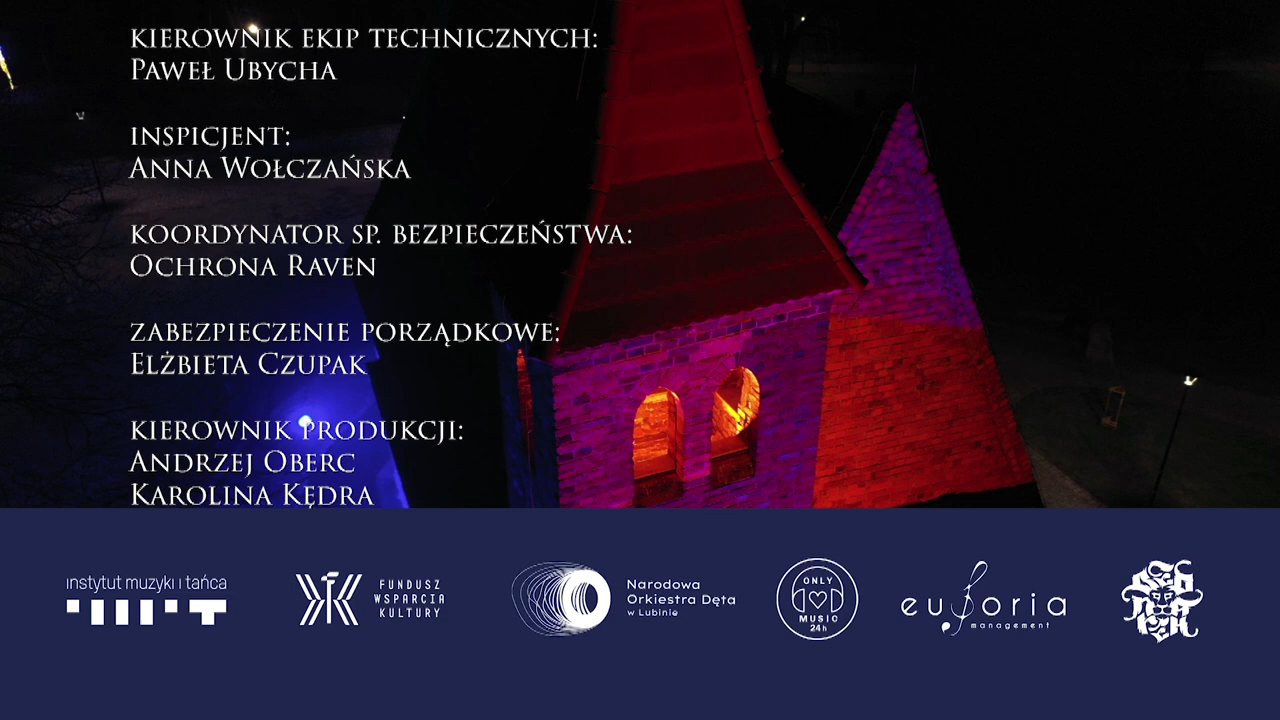 KIEROWNIK EKIP TECHNICZNYCH:
PAWEŁ UBYCHA
INSPICJENT:
ANNA WOŁCZAŃSKA
KOORDYNATOR SP. BEZPIECZEŃSTWA:
OCHRONA RAVEN
ZABEZPIECZENIE PORZĄDKOWE:
ELŻBIETA CZUPAK
KIEROWNIK PRODUKCJI:
ANDRZEJ OBERC
KAROLINA KĘDRA
instytut muzyki i tańca
FUNDUSZ
WSPARCIA
KULTURY
Narodowa
Orkiestra Dęta
w Lubinie
ONLY
MUSIC
24h
euforia
management